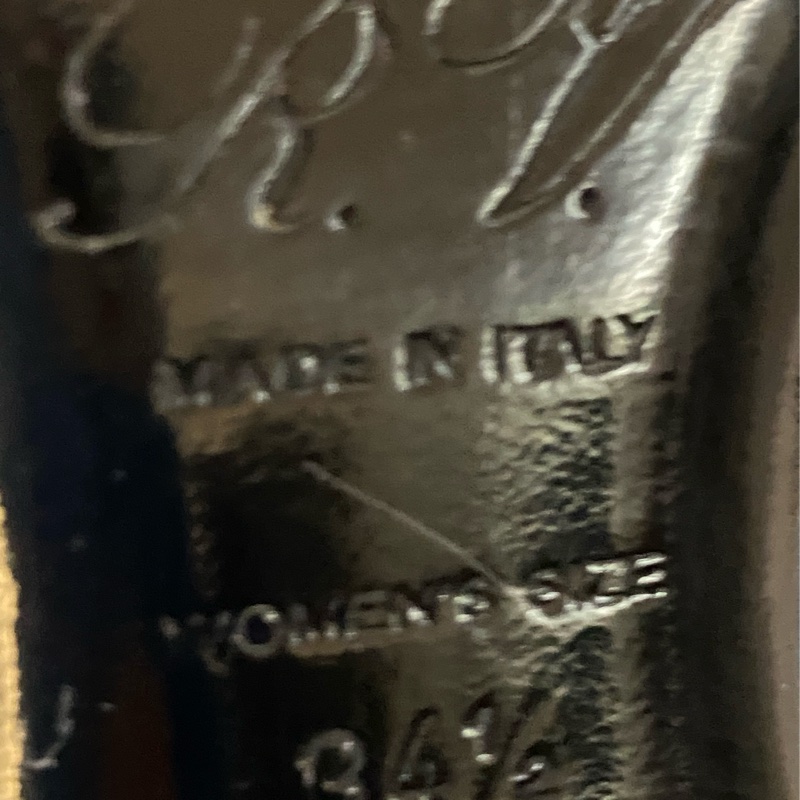 R. V.
MADE IN ITALY
WOMEN'S SIZE
34½